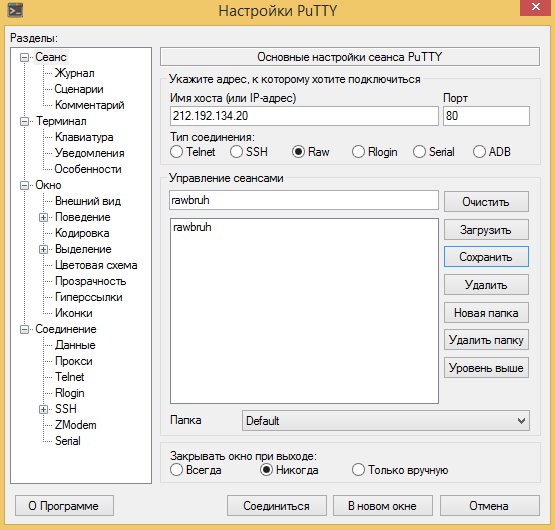 Настройки PuTTY
Разделы:
Сеанс
Журнал
Сценарии
Комментарий
Терминал
Клавиатура
Уведомления
Особенности
Окно
Внешний вид
Поведение
Кодировка
Выделение
Цветовая схема
Прозрачность
Гиперссылки
Иконки
Соединение
Данные
Прокси
Telnet
Rlogin
SSH
ZModem
Serial
Основные настройки сеанса PuTTY
Укажите адрес, к которому хотите подключиться
Имя хоста (или IP-адрес) Порт
212.192.134.20 80
Тип соединения:
Telnet SSH Raw Rlogin Serial ADB
Управление сеансами
rawbruh Очистить
rawbruh Загрузить
Сохранить
Удалить
Новая папка
Удалить папку
Уровень выше
Папка Default
Закрывать окно при выходе:
Всегда Никогда Только вручную
О Программе Соединиться В новом окне Отмена